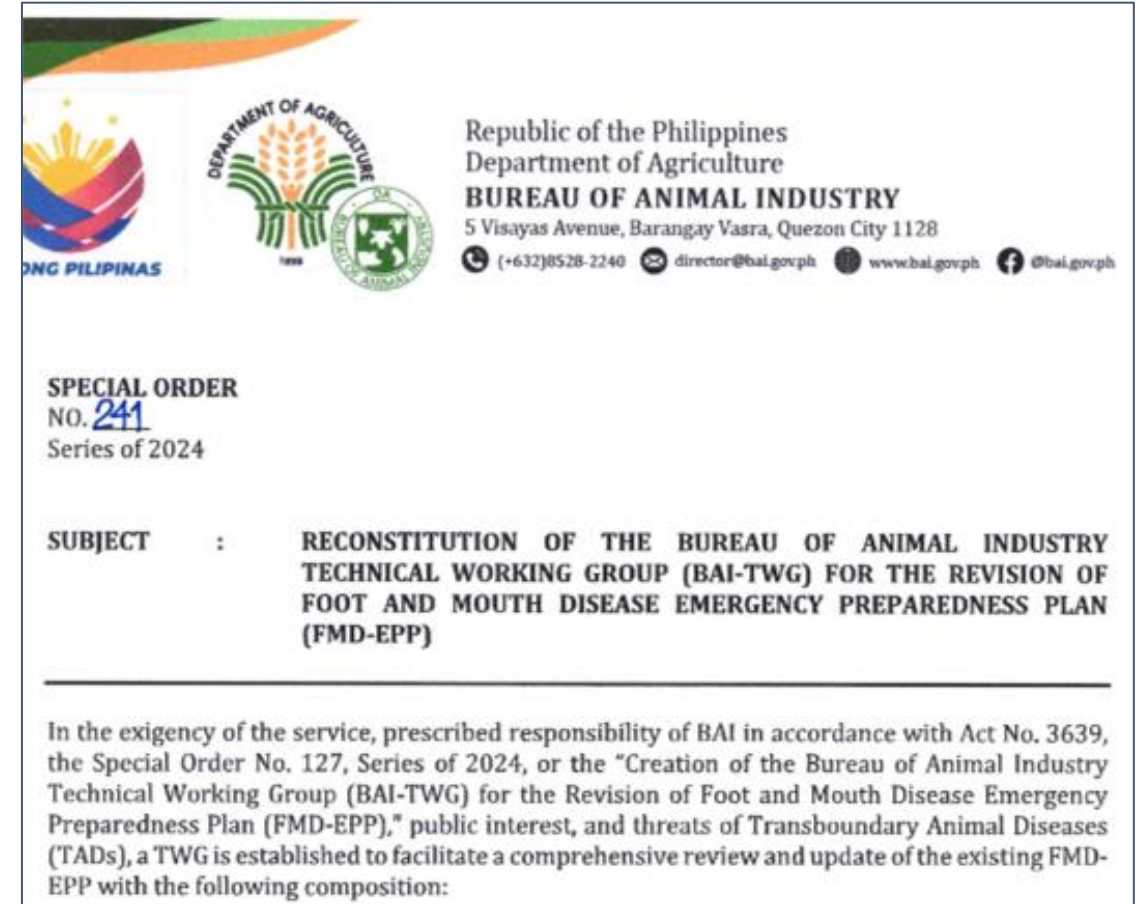 DEPARTMENT OF AGRICULTURE
1898
DA
BUREAU OF ANIMAL INDUSTRY
PILIPINAS
Republic of the Philippines
Department of Agriculture
BUREAU OF ANIMAL INDUSTRY
5 Visayas Avenue, Barangay Vasra, Quezon City 1128
(+632)8528-2240 director@bai.gov.ph www.bai.gov.ph @bai.gov.ph
SPECIAL ORDER
NO. 241
Series of 2024
SUBJECT : RECONSTITUTION OF THE BUREAU OF ANIMAL INDUSTRY
TECHNICAL WORKING GROUP (BAI-TWG) FOR THE REVISION OF
FOOT AND MOUTH DISEASE EMERGENCY PREPAREDNESS PLAN
(FMD-EPP)
In the exigency of the service, prescribed responsibility of BAI in accordance with Act No. 3639,
the Special Order No. 127, Series of 2024, or the "Creation of the Bureau of Animal Industry
Technical Working Group (BAI-TWG) for the Revision of Foot and Mouth Disease Emergency
Preparedness Plan (FMD-EPP)," public interest, and threats of Transboundary Animal Diseases
(TADs), a TWG is established to facilitate a comprehensive review and update of the existing FMD-
EPP with the following composition: